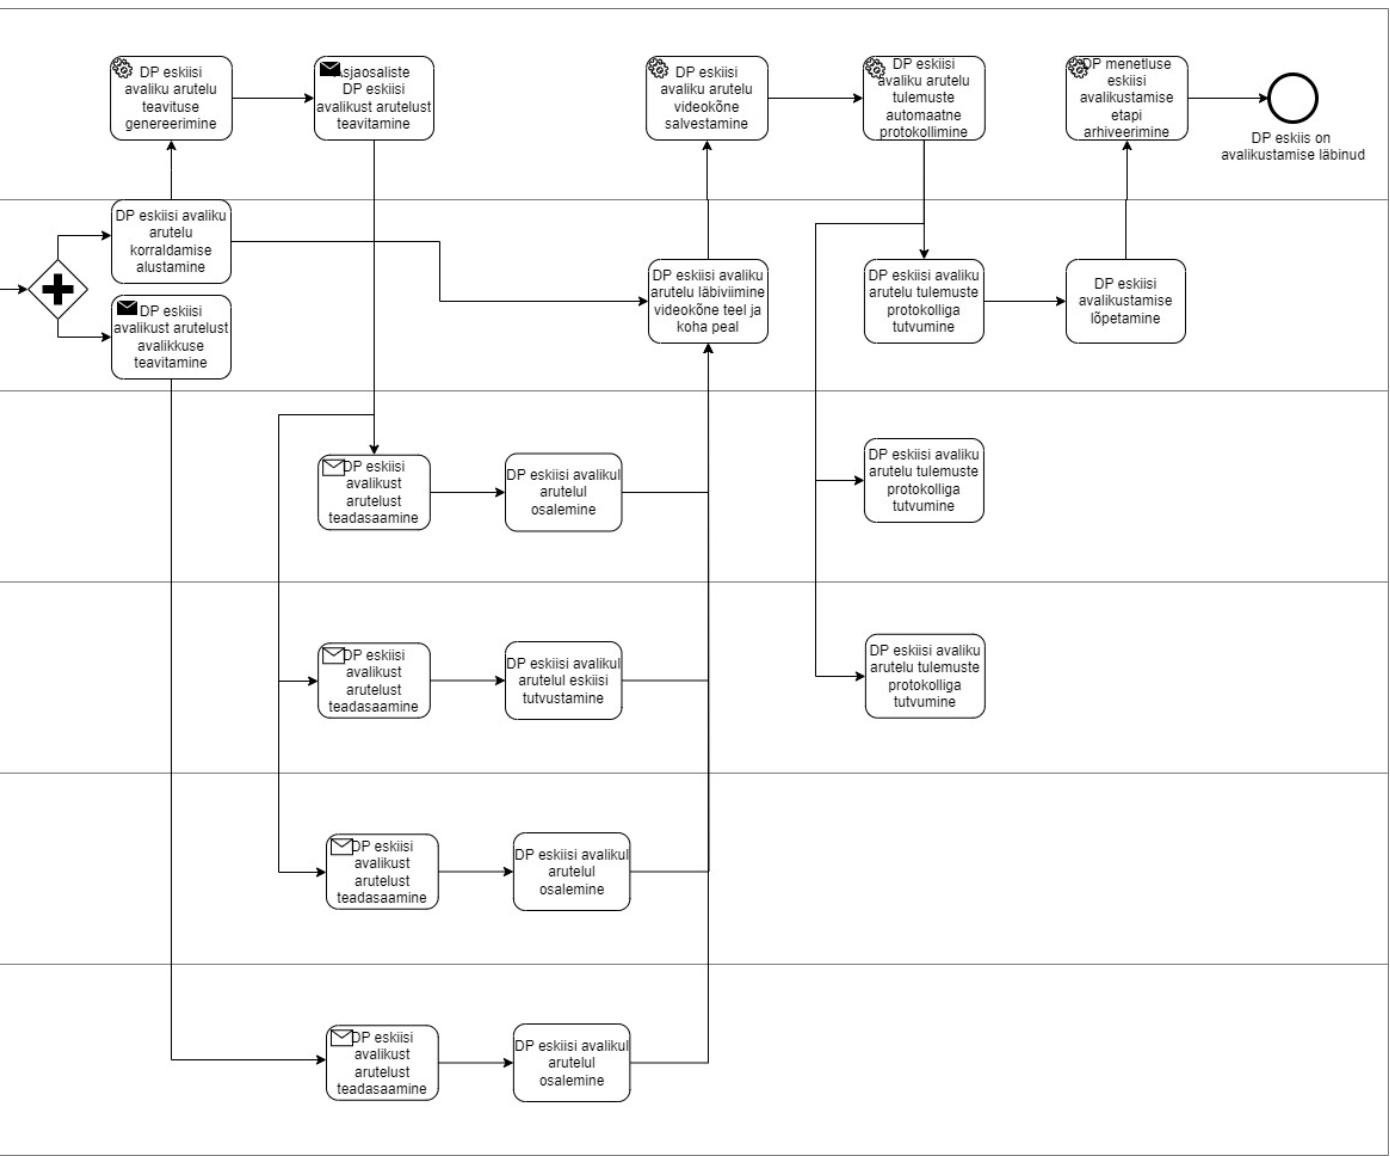 DP eskiisi
avaliku arutelu
teavituse
genereerimine
Asjaosaliste
DP eskiisi
avalikust arutelust
teavitamine
DP eskiisi
avaliku arutelu
videokõne
salvestamine
DP eskiisi
avaliku arutelu
tulemuste
automaatne
protokollimine
DP menetluse
eskiisi
avalikustamise
etapi
arhiveerimine
DP eskiis on
avalikustamise läbinud
DP eskiisi avaliku
arutelu
korraldamise
alustamine
DP eskiisi
avalikust arutelust
avalikkuse
teavitamine
DP eskiisi avaliku
arutelu läbiviimine
videokõne teel ja
koha peal
DP eskiisi avaliku
arutelu tulemuste
protokolliga
tutvumine
DP eskiisi
avalikustamise
lõpetamine
DP eskiisi
avalikust
arutelust
teadasaamine
DP eskiisi avalikul
arutelul
osalemine
DP eskiisi avaliku
arutelu tulemuste
protokolliga
tutvumine
DP eskiisi
avalikust
arutelust
teadasaamine
DP eskiisi avalikul
arutelul eskiisi
tutvustamine
DP eskiisi avaliku
arutelu tulemuste
protokolliga
tutvumine
DP eskiisi
avalikust
arutelust
teadasaamine
DP eskiisi avalikul
arutelul
osalemine
DP eskiisi
avalikust
arutelust
teadasaamine
DP eskiisi avalikul
arutelul
osalemine